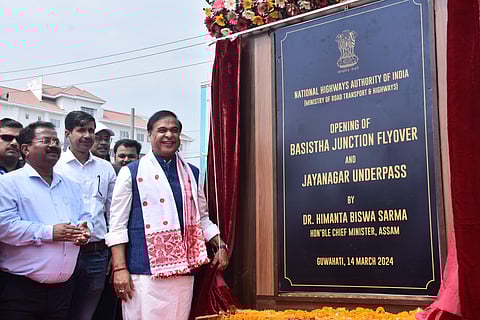 NATIONAL HIGHWAYS AUTHORITY OF INDIA
(MINISTRY OF ROAD TRANSPORT & HIGHWAYS)
OPENING OF
BASISTHA JUNCTION FLYOVER
AND
JAYANAGAR UNDERPASS
BY
DR. HIMANTA BISWA SARMA
HON'BLE CHIEF MINISTER, ASSAM
GUWAHATI, 14 MARCH 2024